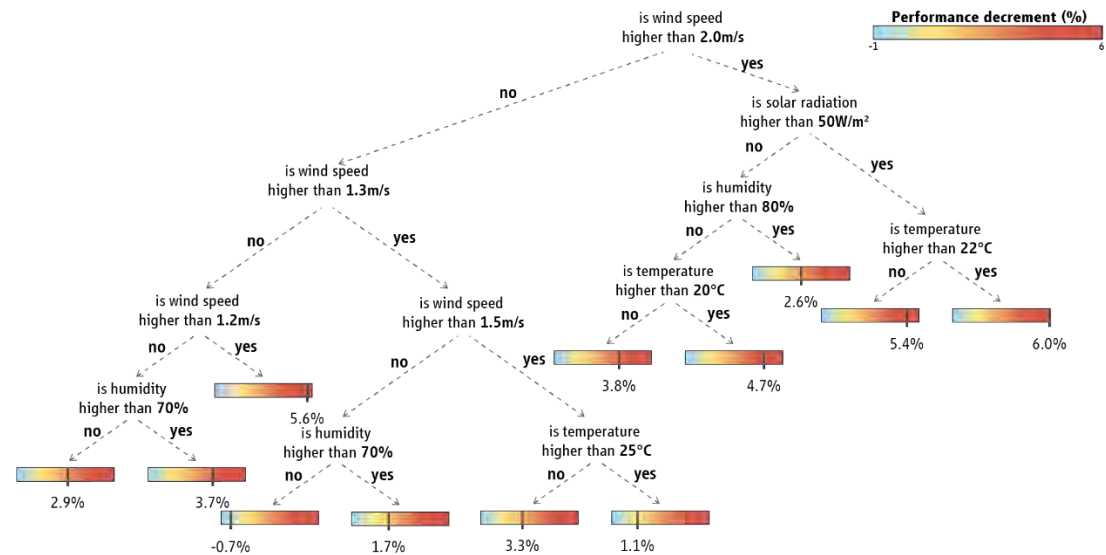 is wind speed
higher than 2.0m/s
Performance decrement (%)
-1
6
no
yes
is solar radiation
higher than 50W/m²
no
yes
is wind speed
higher than 1.3m/s
is humidity
higher than 80%
no
yes
no
yes
is temperature
higher than 22°C
no
yes
is temperature
higher than 20°C
2.6%
no
yes
5.4%
6.0%
is wind speed
higher than 1.2m/s
is wind speed
higher than 1.5m/s
no
yes
no
yes
3.8%
4.7%
is humidity
higher than 70%
5.6%
no
yes
is humidity
higher than 70%
is temperature
higher than 25°C
no
yes
no
yes
2.9%
3.7%
-0.7%
1.7%
3.3%
1.1%